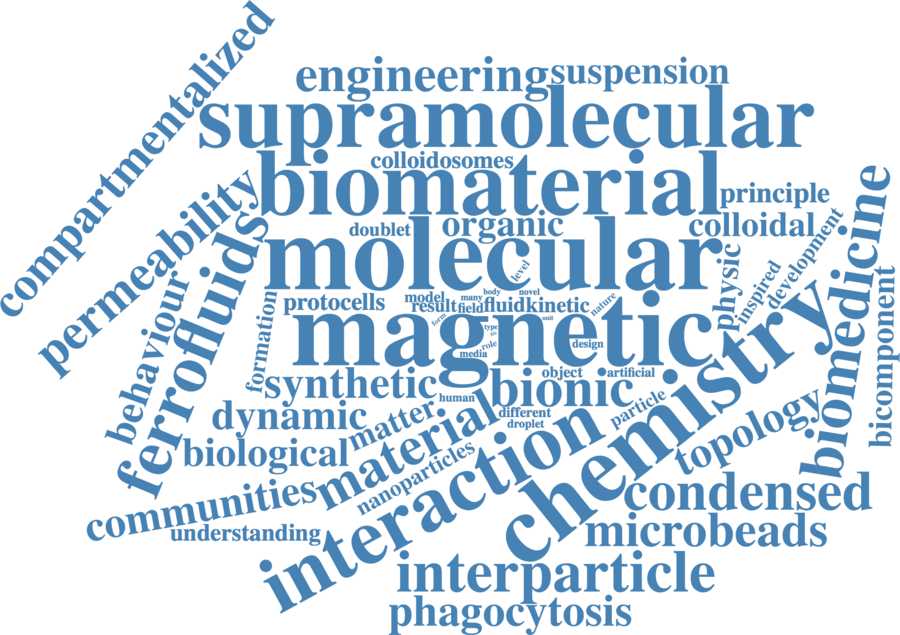 compartmentalized
engineering
suspension
supramolecular
colloidosomes
biomaterial
principle
permeability
doublet
organic
colloidal
biomedicine
ferrofluids
molecular
level
physic
inspired
development
behaviour
formation
protocells
model
many
body
novel
nature
result
field
fluid
kinetic
bicomponent
form
unit
type
magnetic
role
media
design
synthetic
object
artificial
bionic
human
chemistry
dynamic
matter
different
particle
droplet
biological
material
interaction
topology
nanoparticles
communities
condensed
understanding
microbeads
interparticle
phagocytosis